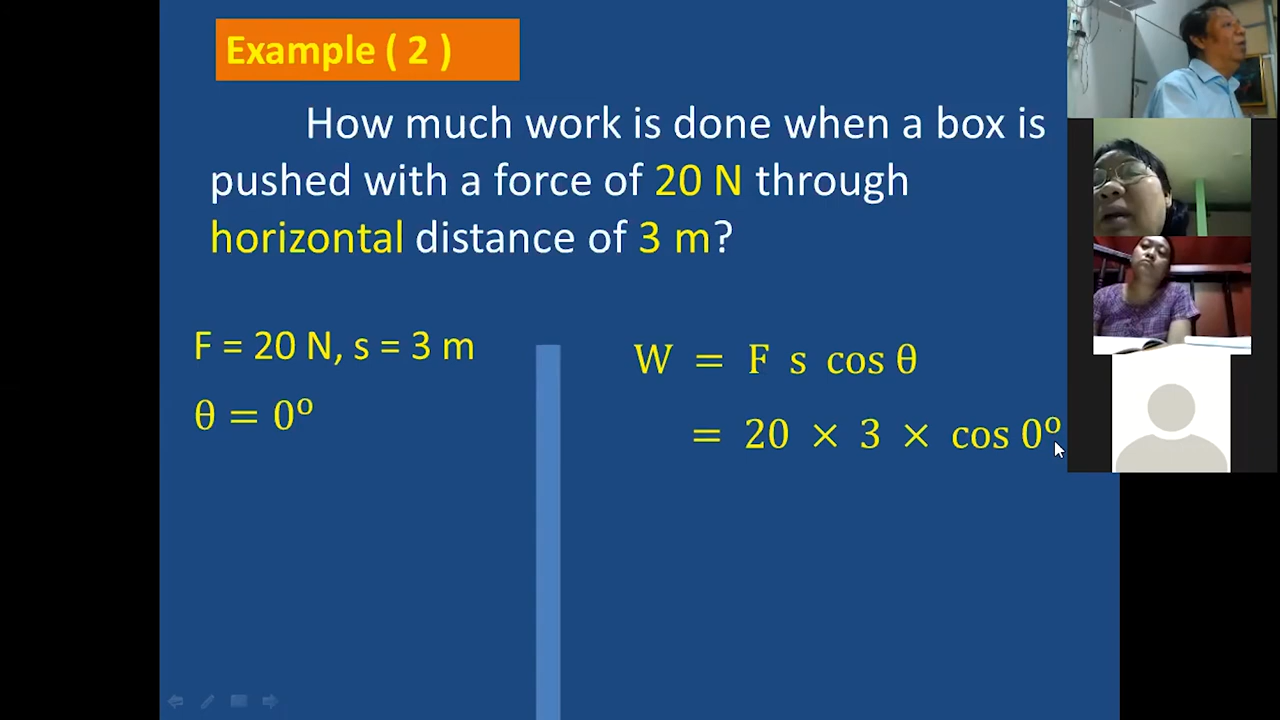 Example ( 2 )
How much work is done when a box is
pushed with a force of 20 N through
horizontal distance of 3 m?
F = 20 N, s = 3 m
θ = 0º
W = F s cos θ
= 20 × 3 × cos 0º